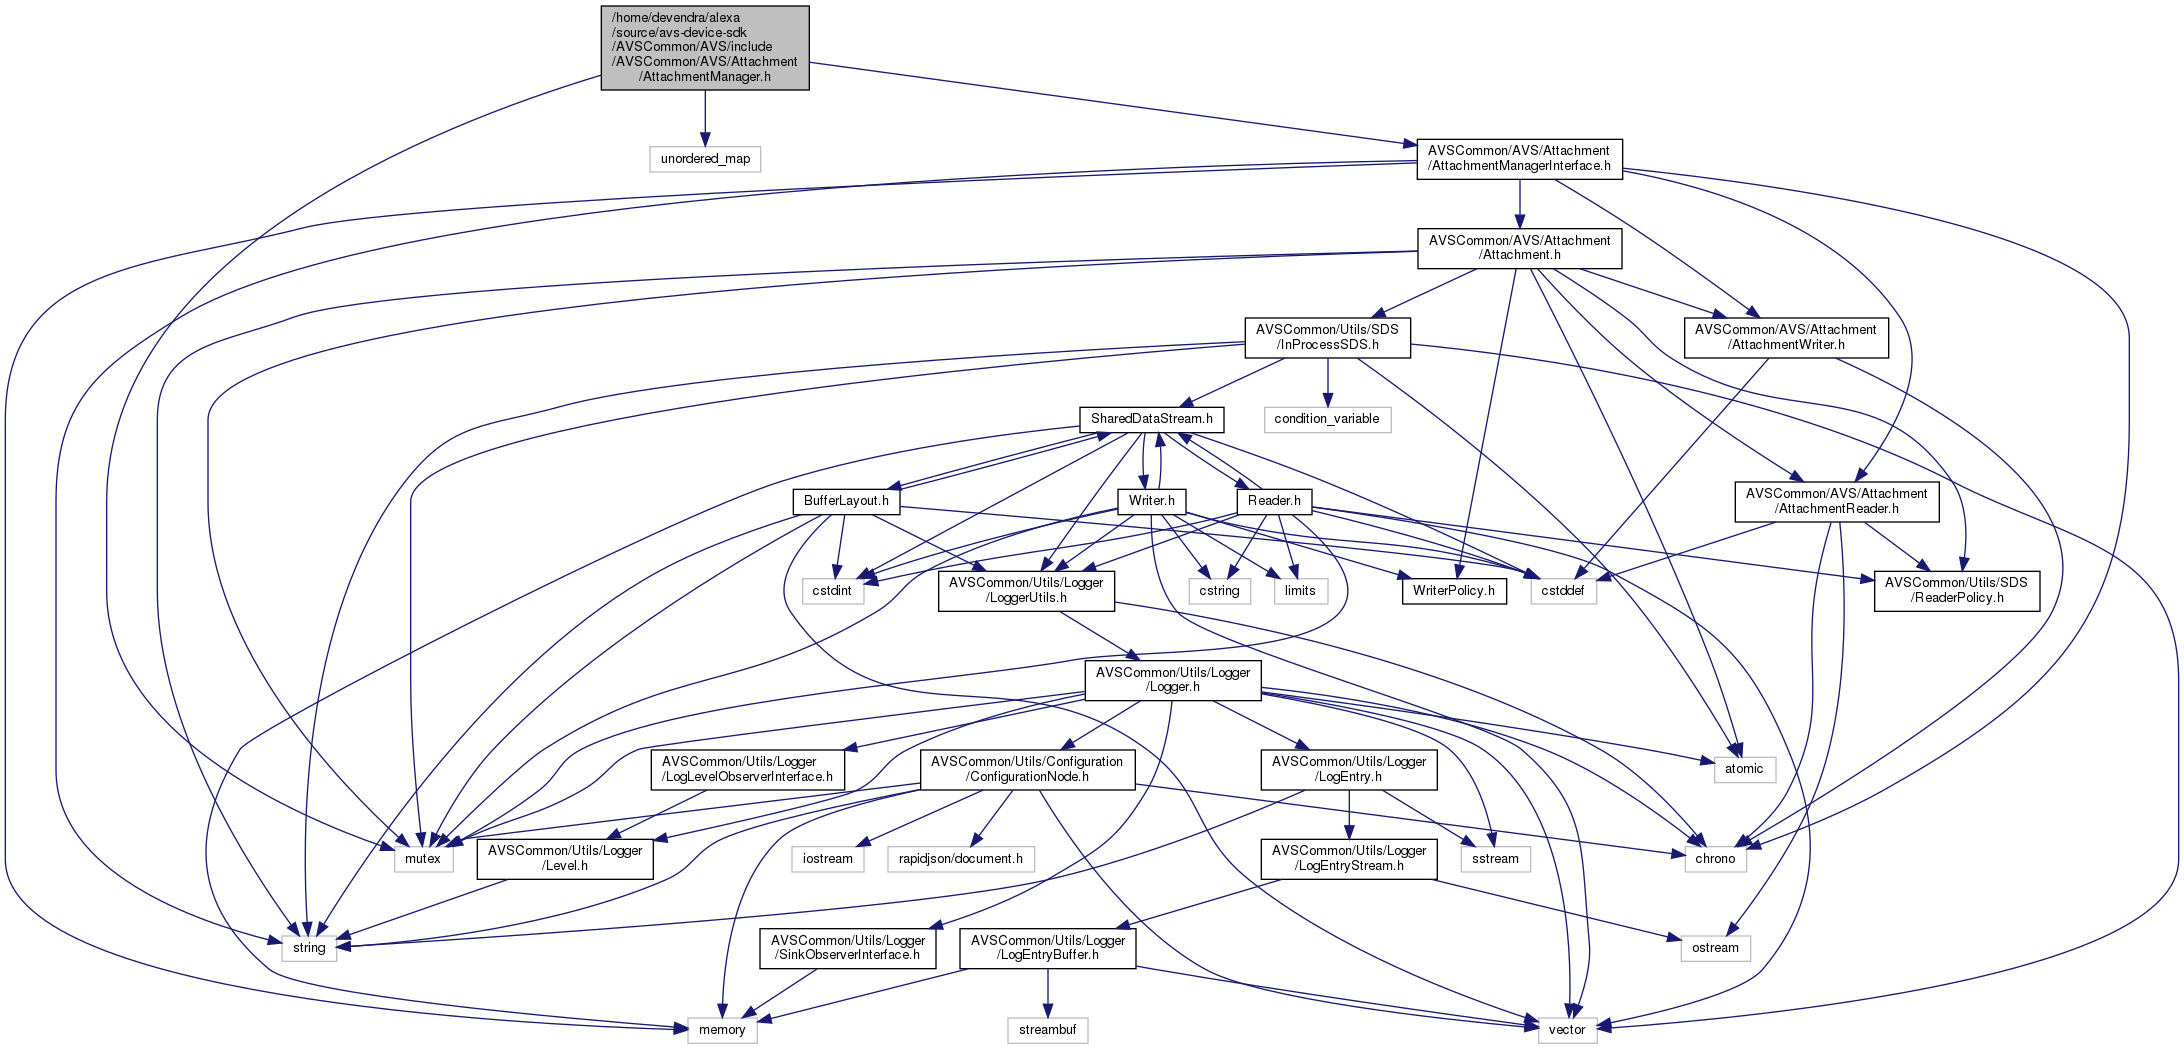 /home/devendra/alexa
/source/avs-device-sdk
/AVSCommon/AVS/include
/AVSCommon/AVS/Attachment
/AttachmentManager.h
unordered_map
AVSCommon/AVS/Attachment
/AttachmentManagerInterface.h
AVSCommon/AVS/Attachment
/Attachment.h
AVSCommon/Utils/SDS
/InProcessSDS.h
AVSCommon/AVS/Attachment
/AttachmentWriter.h
SharedDataStream.h
condition_variable
BufferLayout.h
Writer.h
Reader.h
AVSCommon/AVS/Attachment
/AttachmentReader.h
cstdint
AVSCommon/Utils/Logger
/LoggerUtils.h
cstring
limits
WriterPolicy.h
cstddef
AVSCommon/Utils/SDS
/ReaderPolicy.h
AVSCommon/Utils/Logger
/Logger.h
AVSCommon/Utils/Logger
/LogLevelObserverInterface.h
AVSCommon/Utils/Configuration
/ConfigurationNode.h
AVSCommon/Utils/Logger
/LogEntry.h
atomic
mutex
AVSCommon/Utils/Logger
/Level.h
iostream
rapidjson/document.h
AVSCommon/Utils/Logger
/LogEntryStream.h
sstream
chrono
string
AVSCommon/Utils/Logger
/SinkObserverInterface.h
AVSCommon/Utils/Logger
/LogEntryBuffer.h
ostream
memory
streambuf
vector